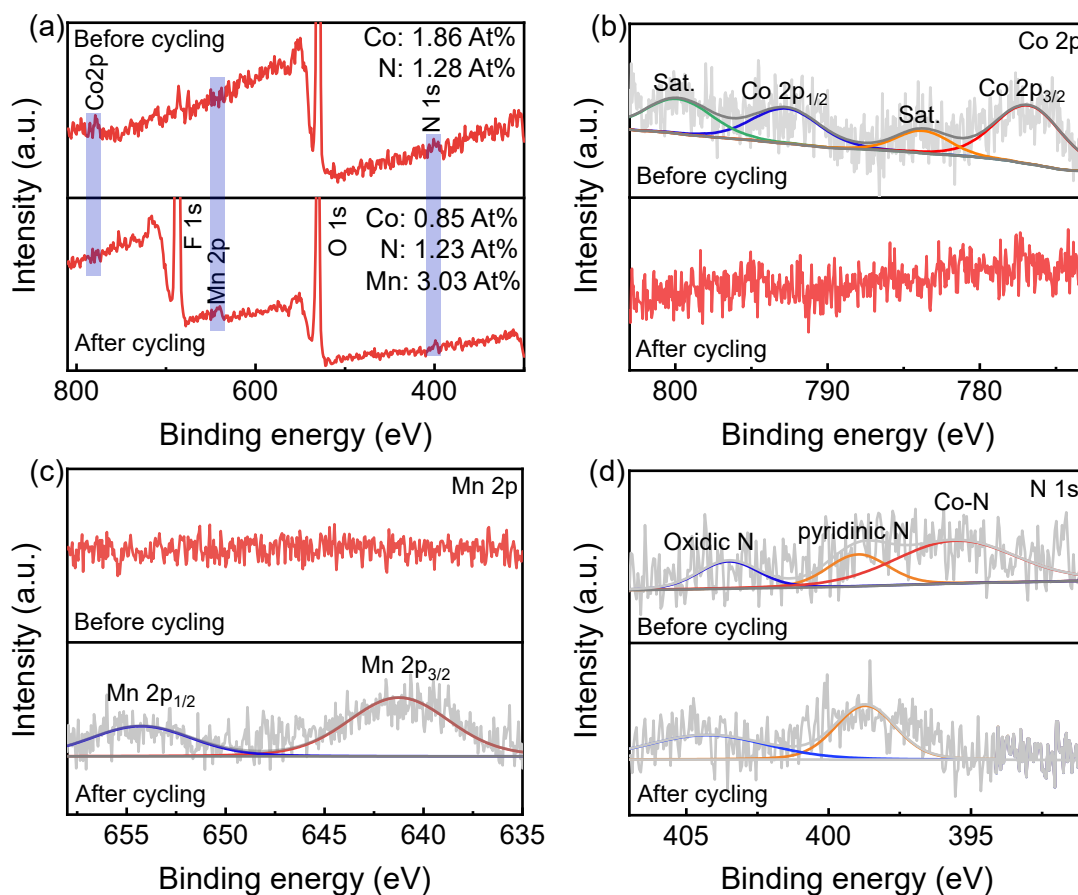 (a)
Before cycling
Co: 1.86 At%
N: 1.28 At%
Co2p
N 1s
Intensity (a.u.)
F 1s
Mn 2p
O 1s
Co: 0.85 At%
N: 1.23 At%
Mn: 3.03 At%
After cycling
800
600
400
Binding energy (eV)
(b)
Co 2p
Sat.
Co 2p1/2
Sat.
Co 2p3/2
Before cycling
Intensity (a.u.)
After cycling
800
790
780
Binding energy (eV)
(c)
Mn 2p
Before cycling
Intensity (a.u.)
Mn 2p1/2
Mn 2p3/2
After cycling
655
650
645
640
635
Binding energy (eV)
(d)
N 1s
Oxidic N
pyridinic N
Co-N
Before cycling
Intensity (a.u.)
After cycling
405
400
395
Binding energy (eV)